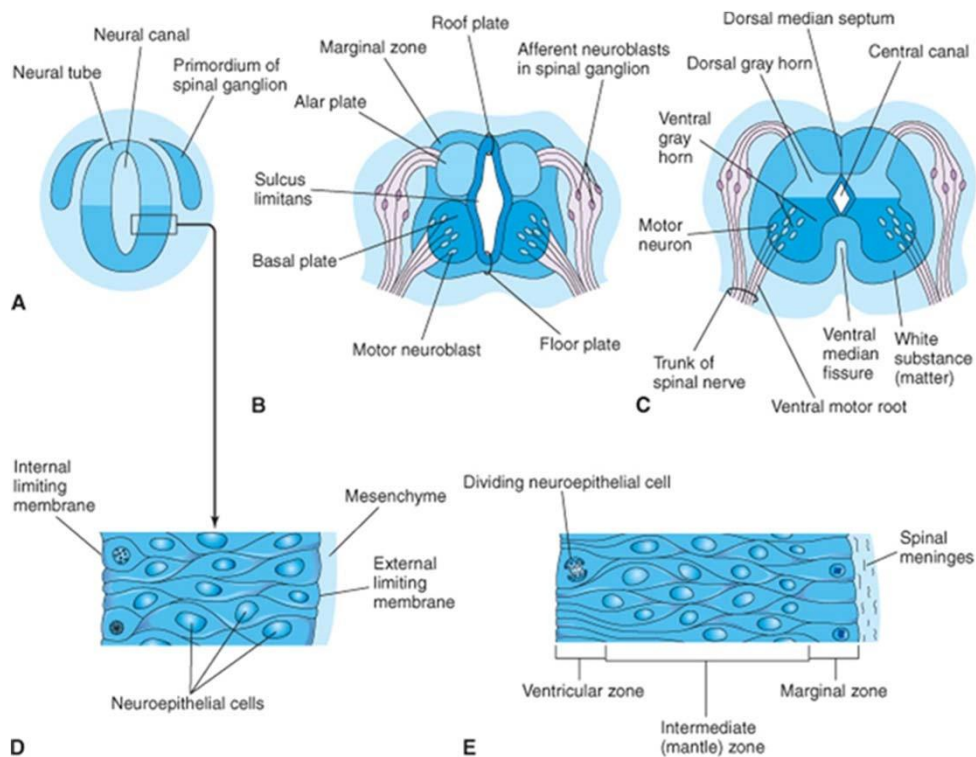 Neural canal
Neural tube
Primordium of
spinal ganglion
A
Roof plate
Marginal zone
Afferent neuroblasts
in spinal ganglion
Alar plate
Sulcus
limitans
Basal plate
Motor neuroblast
Floor plate
B
Dorsal median septum
Dorsal gray horn
Central canal
Ventral
gray
horn
Motor
neuron
Trunk of
spinal nerve
Ventral
median
fissure
White
substance
(matter)
Ventral motor root
C
Internal
limiting
membrane
Mesenchyme
External
limiting
membrane
Neuroepithelial cells
D
Dividing neuroepithelial cell
Spinal
meninges
Ventricular zone
Marginal zone
Intermediate
(mantle) zone
E